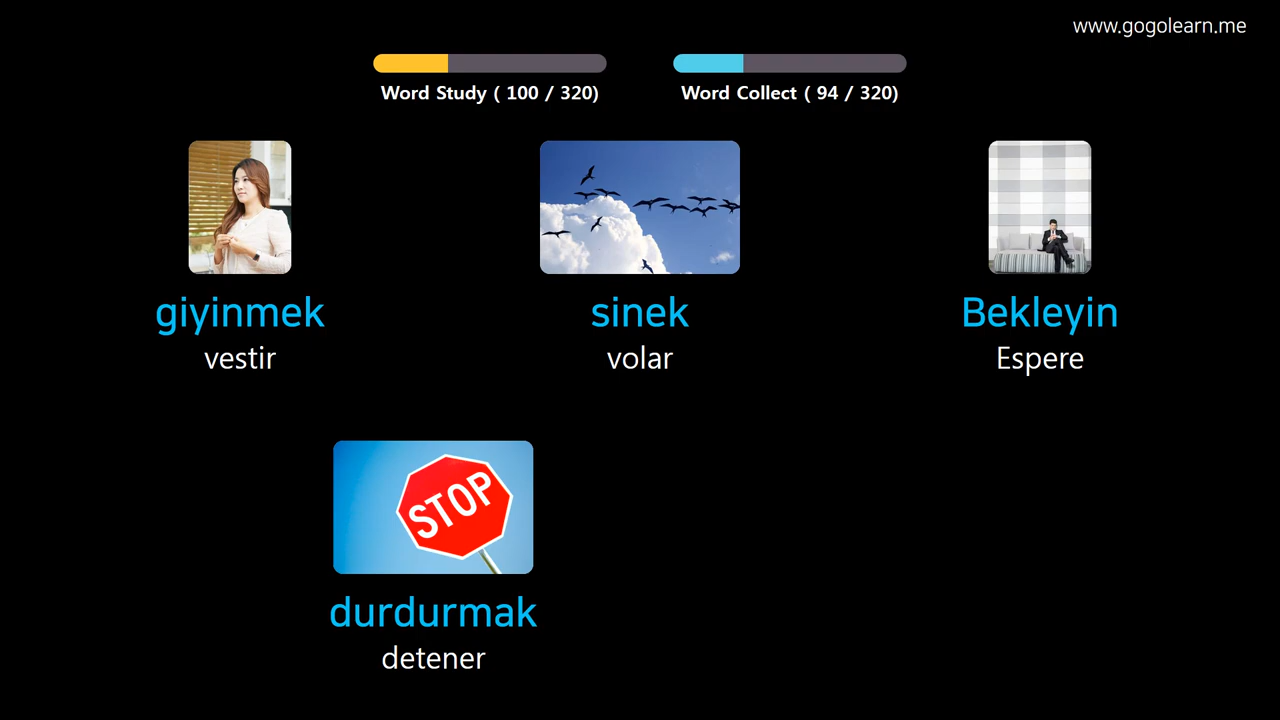 www.gogolearn.me
Word Study ( 100 / 320)
Word Collect ( 94 / 320)
giyinmek
vestir
sinek
volar
Bekleyin
Espere
STOP
durdurmak
detener